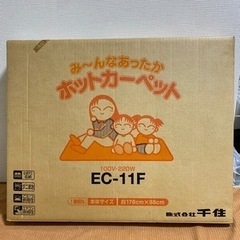 み〜んなあったか
ホットカーペット
100V-220W
EC-11F
本体サイズ
約176cm×88cm
株式会社千住